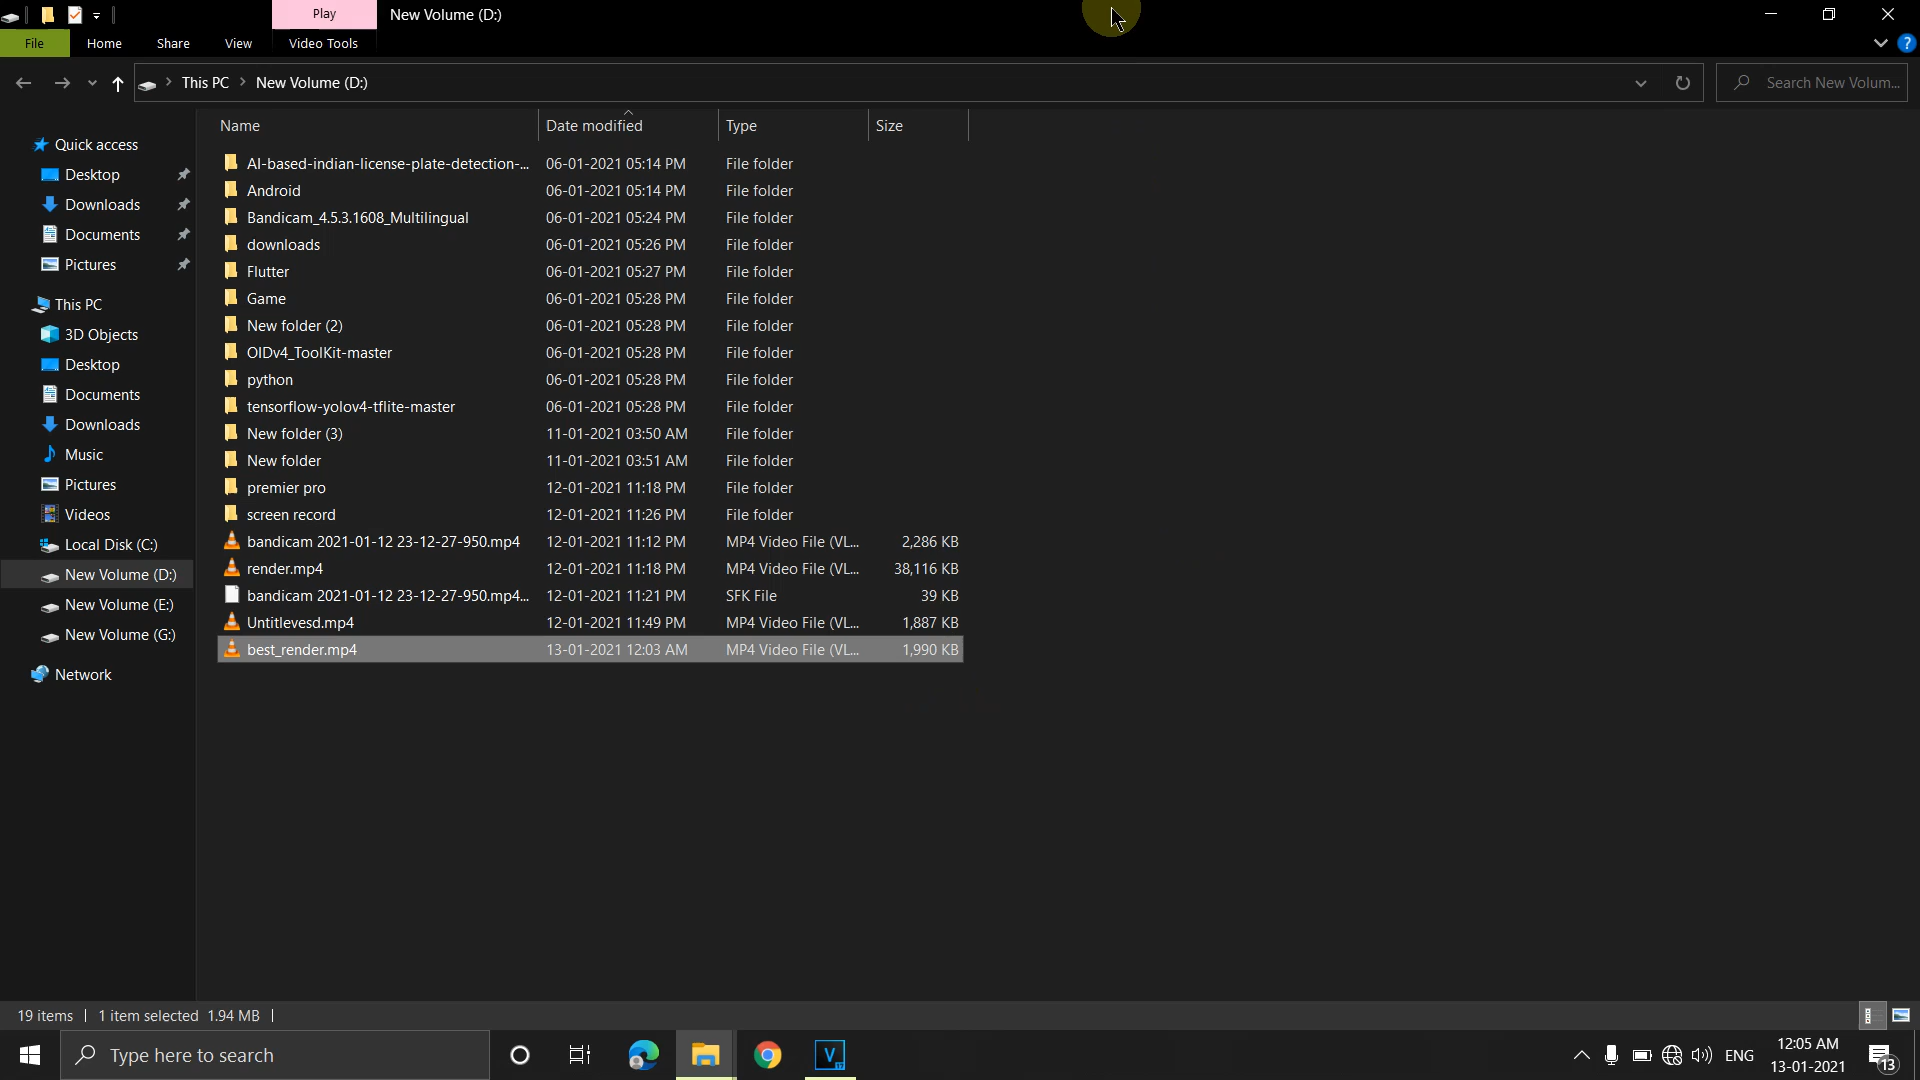 Play New Volume (D:)
File Home Share View Video Tools
This PC New Volume (D:) Search New Volum...
Name Date modified Type Size
Quick access
Desktop
Downloads
Documents
Pictures
This PC
3D Objects
Desktop
Documents
Downloads
Music
Pictures
Videos
Local Disk (C:)
New Volume (D:)
New Volume (E:)
New Volume (G:)
Network
AI-based-indian-license-plate-detection-... 06-01-2021 05:14 PM File folder
Android 06-01-2021 05:14 PM File folder
Bandicam_4.5.3.1608_Multilingual 06-01-2021 05:24 PM File folder
downloads 06-01-2021 05:26 PM File folder
Flutter 06-01-2021 05:27 PM File folder
Game 06-01-2021 05:28 PM File folder
New folder (2) 06-01-2021 05:28 PM File folder
OIDv4_ToolKit-master 06-01-2021 05:28 PM File folder
python 06-01-2021 05:28 PM File folder
tensorflow-yolov4-tflite-master 06-01-2021 05:28 PM File folder
New folder (3) 11-01-2021 03:50 AM File folder
New folder 11-01-2021 03:51 AM File folder
premier pro 12-01-2021 11:18 PM File folder
screen record 12-01-2021 11:26 PM File folder
bandicam 2021-01-12 23-12-27-950.mp4 12-01-2021 11:12 PM MP4 Video File (VL... 2,286 KB
render.mp4 12-01-2021 11:18 PM MP4 Video File (VL... 38,116 KB
bandicam 2021-01-12 23-12-27-950.mp4... 12-01-2021 11:21 PM SFK File 39 KB
Untitlevesd.mp4 12-01-2021 11:49 PM MP4 Video File (VL... 1,887 KB
best_render.mp4 13-01-2021 12:03 AM MP4 Video File (VL... 1,990 KB
19 items 1 item selected 1.94 MB
Type here to search V ENG 12:05 AM
13-01-2021 13